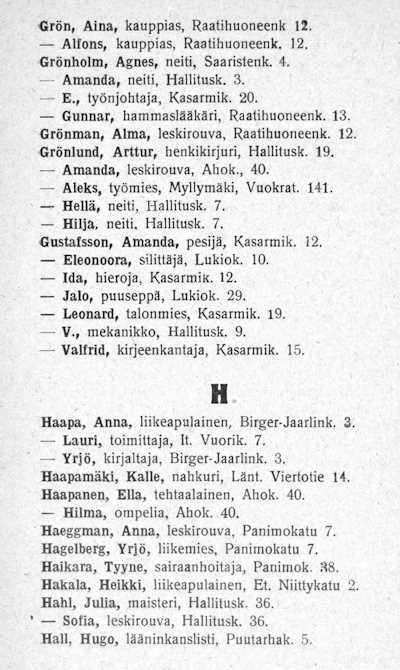 Grön, Aina, kauppias, Raatihuoneenk 12.
— Alfons, kauppias, Raatihuoneenk. 12.
Grönholm, Agnes, neiti, Saaristenk. 4.
— Amanda, neiti, Hallitusk. 3.
— E., työnjohtaja, Kasarmik. 20.
— Gunnar, hammaslääkäri, Raatihuoneenk. 13.
Grönman, Alma, leskirouva, Raatihuoneenk. 12.
Grönlund, Arttur, henkikirjuri, Hallitusk. 19.
— Amanda, leskirouva, Ahok., 40.
— Aleks, työmies, Myllymäki, Vuokrat. 141.
— Hellä, neiti, Hallitusk. 7.
— Hilja. neiti. Hallitusk. 7.
Gustafsson, Amanda, pesijä, Kasarmik. 12.
— Eleonoora, silittäjä, Lukiok. 10.
— Ida, hieroja, Kasarmik. 12.
— Jalo, puuseppä, Lukiok. 29.
— Leonard, talonmies, Kasarmik. 19.
— V., mekanikko, Hallitusk. 9.
— Valfrid, kirjeenkantaja, Kasarmik. 15.
H.
Haapa, Anna, liikeapulainen, Birger-Jaarlink. 3.
— Lauri, toimittaja, It. Vuorik. 7.
— Yrjö, kirjaltaja, Birger-Jaarlink. 3.
Haapamäki, Kalle, nahkuri, Länt. Viertotie 14.
Haapanen, Ella, tehtaalainen, Ahok. 40.
— Hilma, ompelia, Ahok. 40.
Haeggman, Anna, leskirouva, Panimokatu 7.
Hagelberg, Yrjö, liikemies, Panimokatu 7.
Haikara, Tyyne, sairaanhoitaja, Panimok. 38.
Hakala, Heikki, liikeapulainen, Et. Niittykatu 2.
Hahl, Julia, maisteri, Hallitusk. 36.
— Sofia, leskirouva, Hallitusk. 36.
Hall, Hugo, lääninkanslisti, Puutarhak. 5.